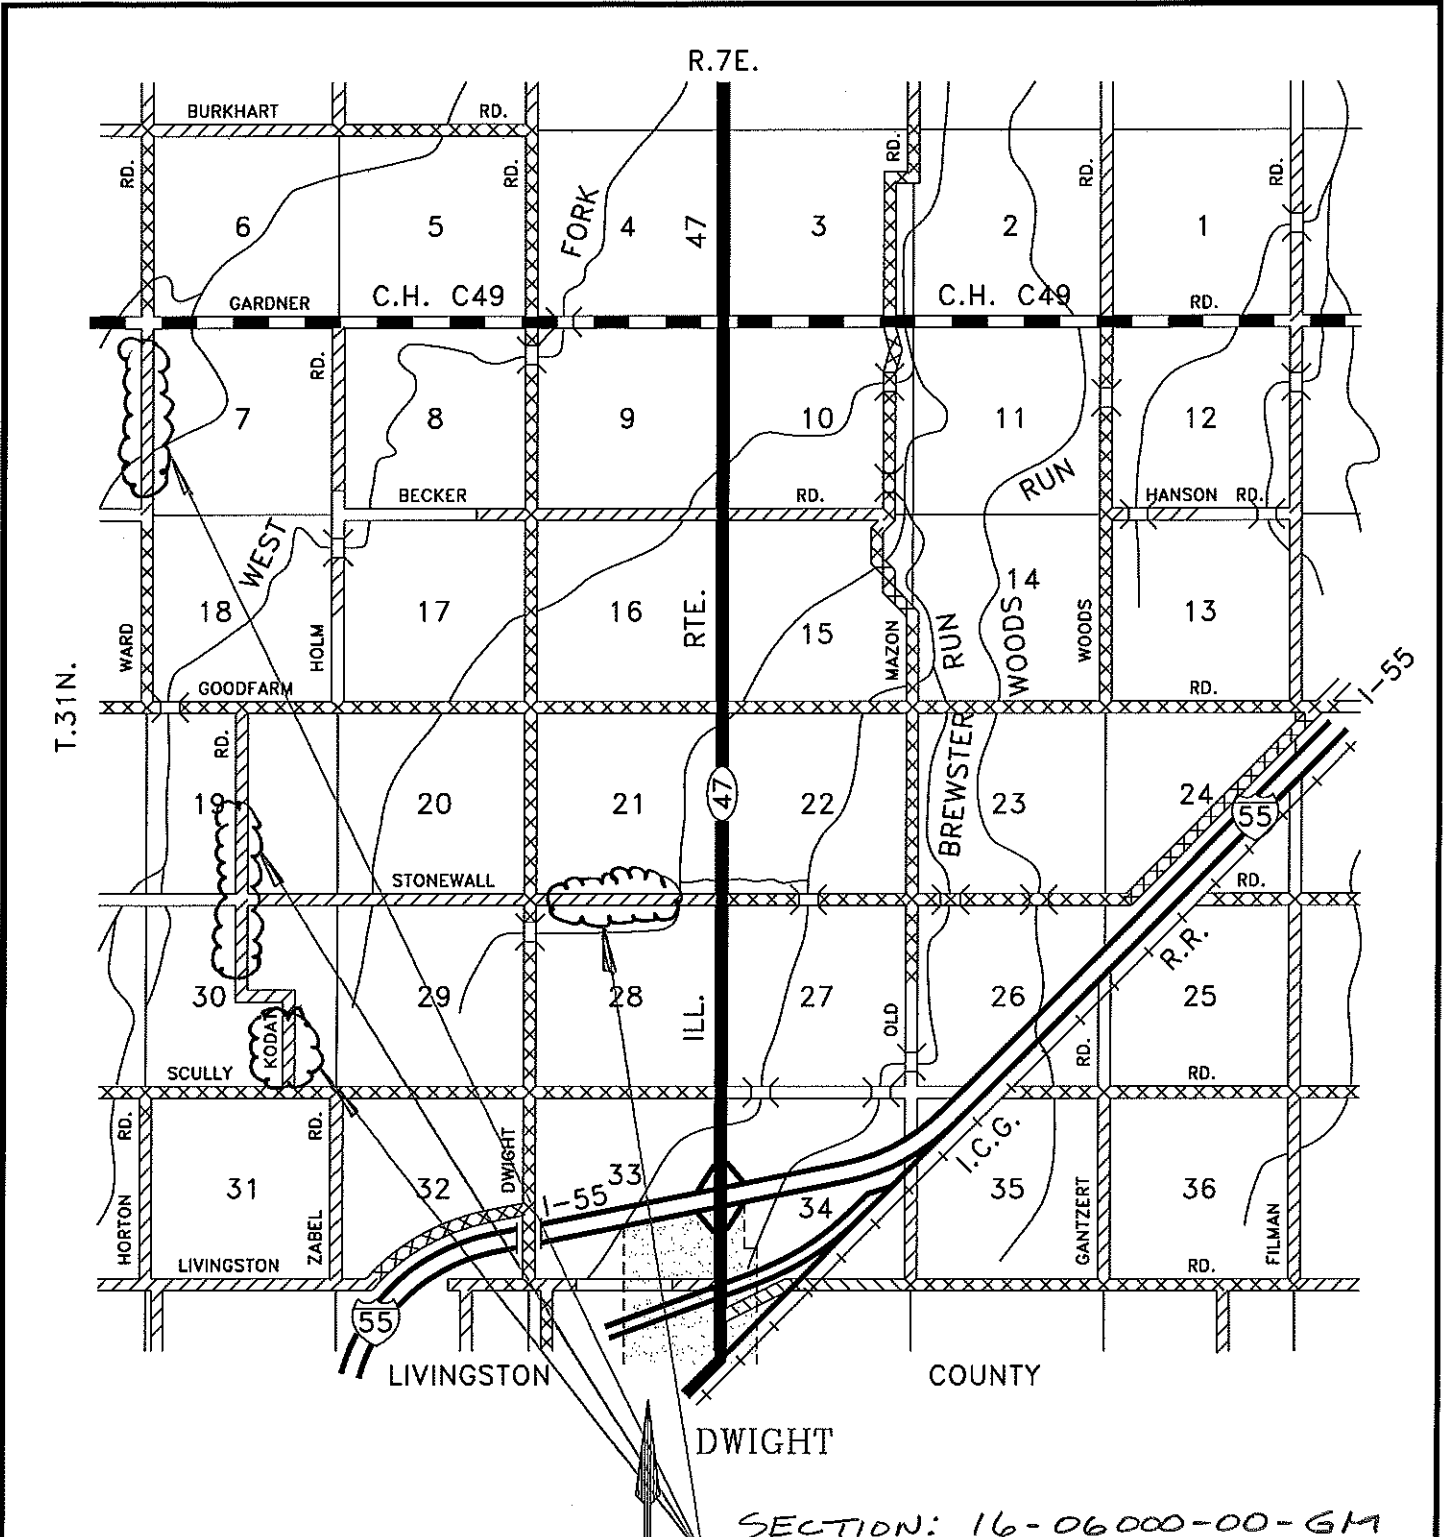 R.7E.
BURKHART RD.
RD. RD. RD. RD. RD.
6 5 FORK 4 47 3 2 1
GARDNER C.H. C49 C.H. C49 RD.
RD.
7 8 9 10 11 12
RUN
BECKER RD. HANSON RD.
WEST
18 17 16 15 14 13
WARD HOLM RTE. MAZON RUN WOODS WOODS
T.31N.
GOODFARM RD.
I-55
RD.
19 20 21 47 22 BREWSTER 23 24 55
STONEWALL RD.
R.R.
30 29 28 27 26 25
KODAT ILL. OLD RD.
SCULLY RD.
RD. RD. I.C.G.
31 32 33 34 35 36
HORTON ZABEL DWIGHT I-55 GANTZERT FILMAN
LIVINGSTON RD.
55
LIVINGSTON COUNTY
DWIGHT
SECTION: 16-06000-00-GM